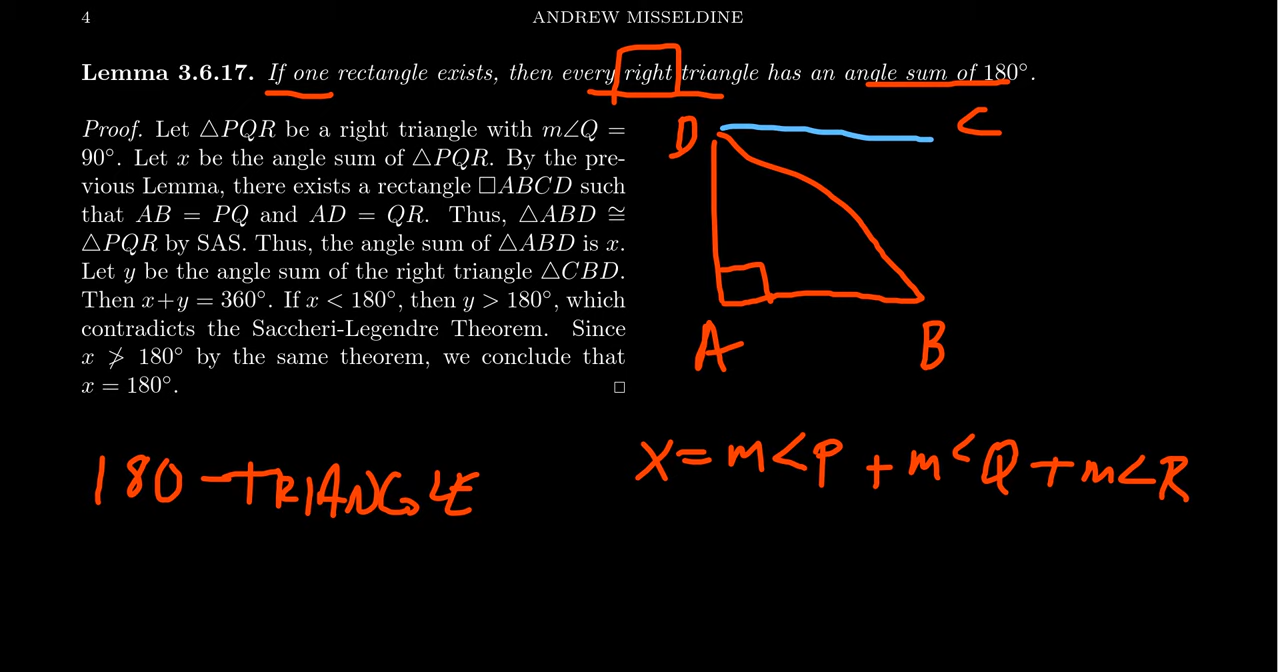 4 ANDREW MISSELDINE
Lemma 3.6.17. If one rectangle exists, then every right triangle has an angle sum of 180°.
Proof. Let △PQR be a right triangle with m∠Q =
90°. Let x be the angle sum of △PQR. By the pre-
vious Lemma, there exists a rectangle □ABCD such
that AB = PQ and AD = QR. Thus, △ABD ≅
△PQR by SAS. Thus, the angle sum of △ABD is x.
Let y be the angle sum of the right triangle △CBD.
Then x+y = 360°. If x < 180°, then y > 180°, which
contradicts the Saccheri-Legendre Theorem. Since
x ≯ 180° by the same theorem, we conclude that
x = 180°. □
D C
A B
180-TRIANGLE
X = m<P + m<Q + m<R